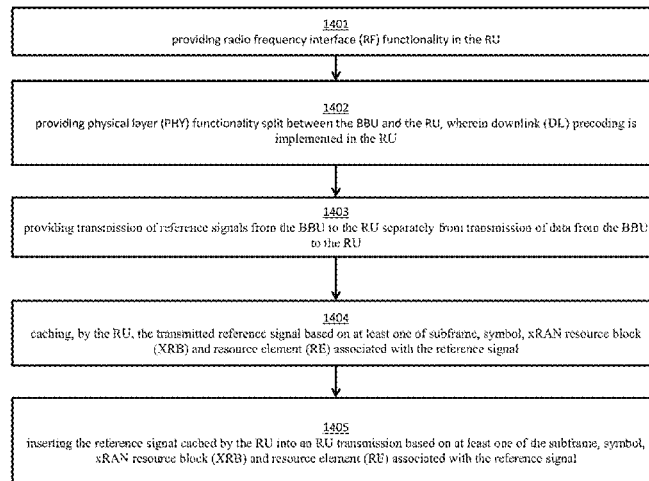 1401
providing radio frequency interface (RF) functionality in the RU
1402
providing physical layer (PHY) functionality split between the BBU and the RU, wherein downlink (DL) precoding is
implemented in the RU
1403
providing transmission of reference signals from the BBU to the RU separately from transmission of data from the BBU
to the RU
1404
caching, by the RU, the transmitted reference signal based on at least one of subframe, symbol, xRAN resource block
(XRB) and resource element (RE) associated with the reference signal
1405
inserting the reference signal cached by the RU into an RU transmission based on at least one of the subframe, symbol,
xRAN resource block (XRB) and resource element (RE) associated with the reference signal